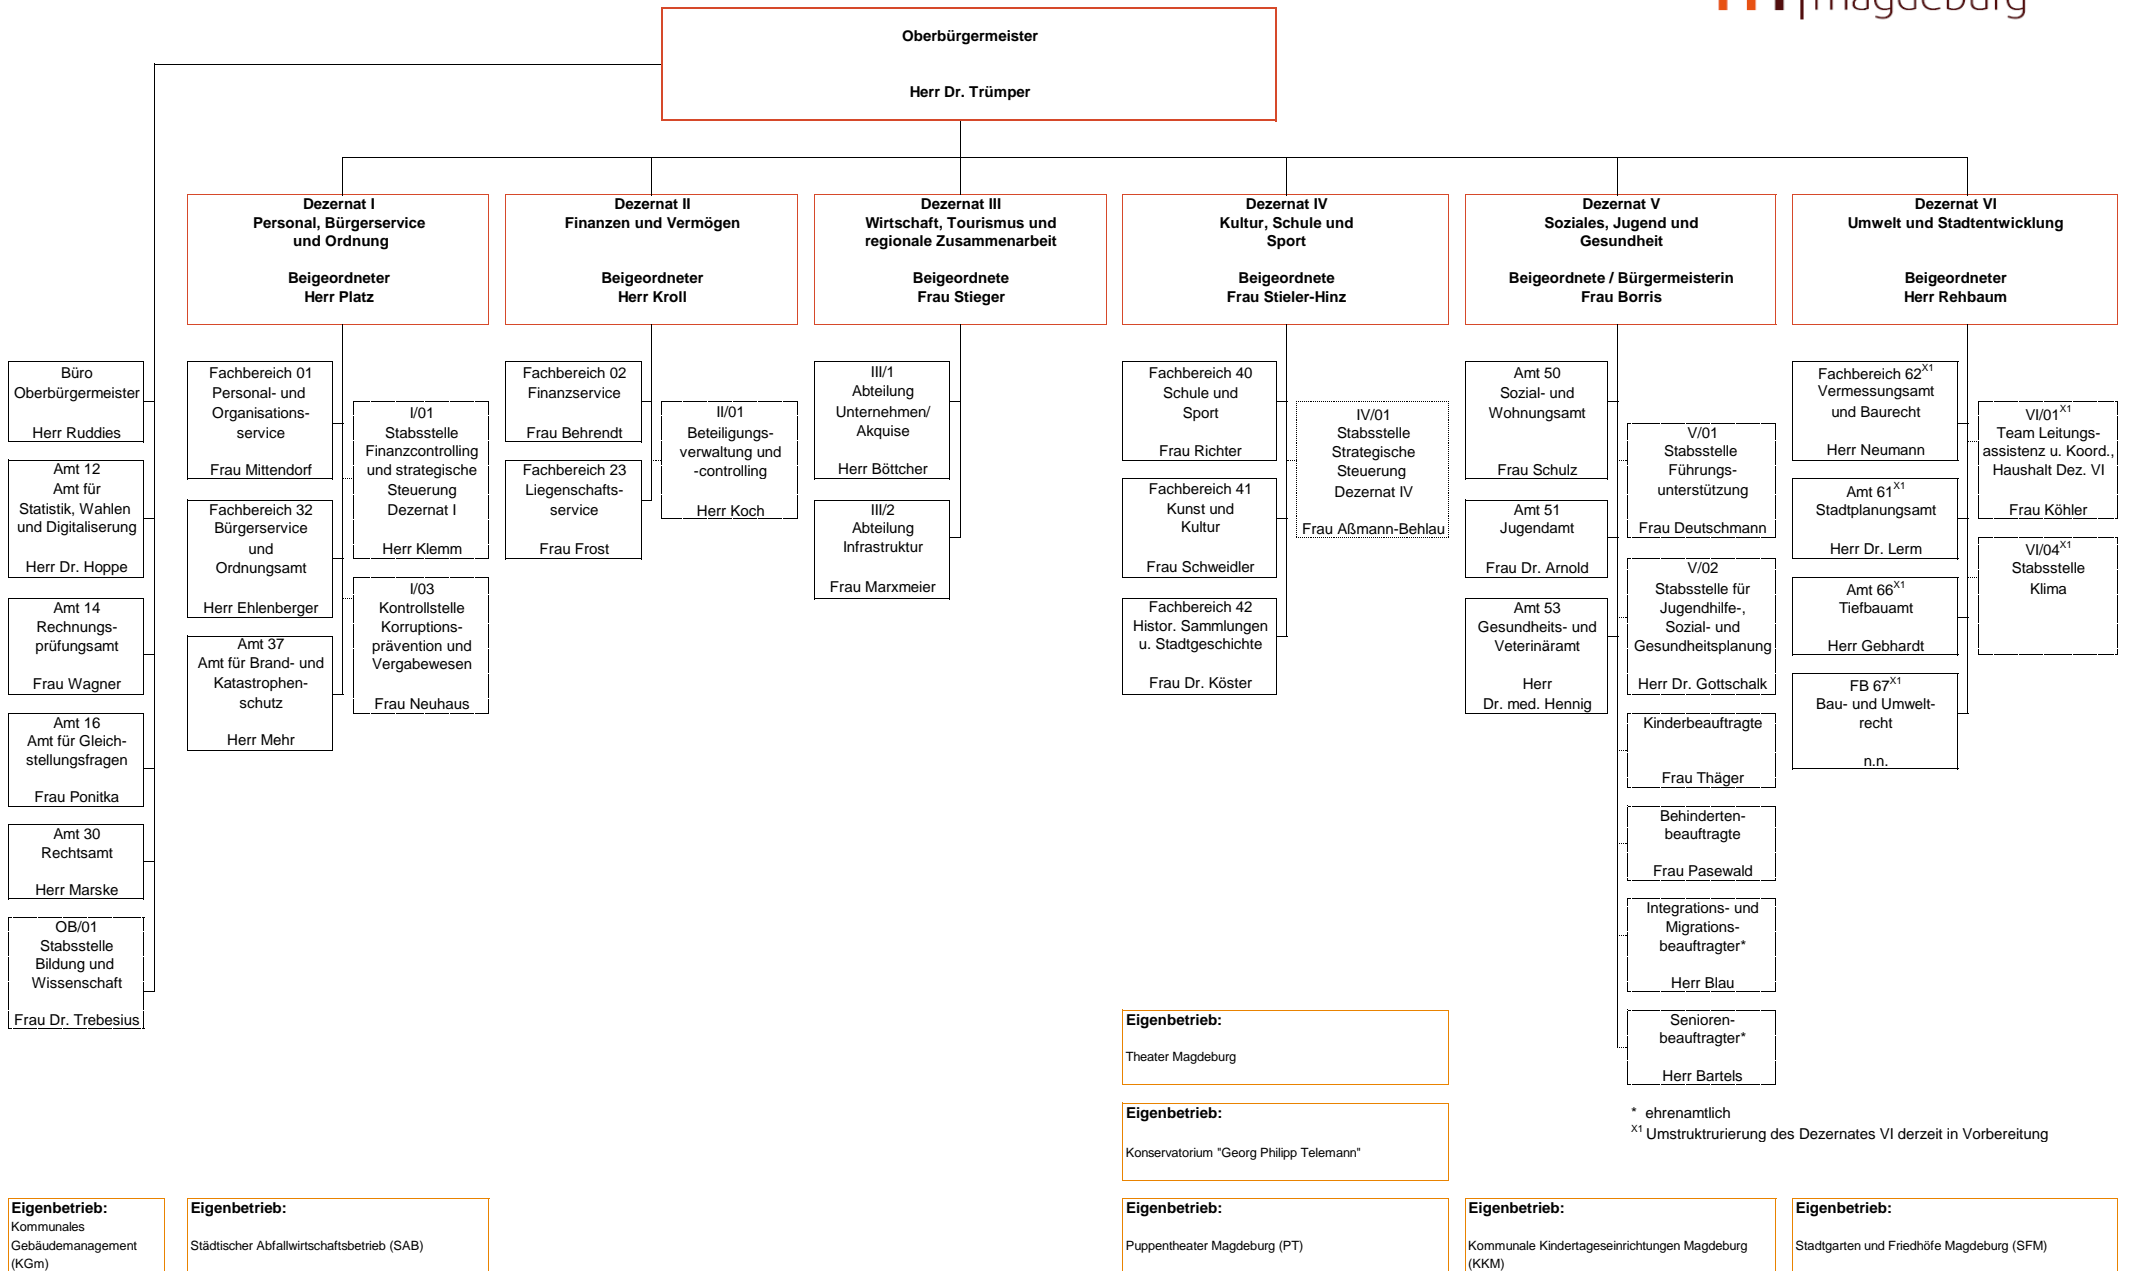 magdeburg
Oberbürgermeister
Herr Dr. Trümper
Dezernat I
Personal, Bürgerservice
und Ordnung
Beigeordneter
Herr Platz
Dezernat II
Finanzen und Vermögen
Beigeordneter
Herr Kroll
Dezernat III
Wirtschaft, Tourismus und
regionale Zusammenarbeit
Beigeordnete
Frau Stieger
Dezernat IV
Kultur, Schule und
Sport
Beigeordnete
Frau Stieler-Hinz
Dezernat V
Soziales, Jugend und
Gesundheit
Beigeordnete / Bürgermeisterin
Frau Borris
Dezernat VI
Umwelt und Stadtentwicklung
Beigeordneter
Herr Rehbaum
Büro
Oberbürgermeister
Herr Ruddies
Amt 12
Amt für
Statistik, Wahlen
und Digitaliserung
Herr Dr. Hoppe
Amt 14
Rechnungs-
prüfungsamt
Frau Wagner
Amt 16
Amt für Gleich-
stellungsfragen
Frau Ponitka
Amt 30
Rechtsamt
Herr Marske
OB/01
Stabsstelle
Bildung und
Wissenschaft
Frau Dr. Trebesius
Fachbereich 01
Personal- und
Organisations-
service
Frau Mittendorf
Fachbereich 32
Bürgerservice
und
Ordnungsamt
Herr Ehlenberger
Amt 37
Amt für Brand- und
Katastrophen-
schutz
Herr Mehr
I/01
Stabsstelle
Finanzcontrolling
und strategische
Steuerung
Dezernat I
Herr Klemm
I/03
Kontrollstelle
Korruptions-
prävention und
Vergabewesen
Frau Neuhaus
Fachbereich 02
Finanzservice
Frau Behrendt
Fachbereich 23
Liegenschafts-
service
Frau Frost
II/01
Beteiligungs-
verwaltung und
-controlling
Herr Koch
III/1
Abteilung
Unternehmen/
Akquise
Herr Böttcher
III/2
Abteilung
Infrastruktur
Frau Marxmeier
Fachbereich 40
Schule und
Sport
Frau Richter
Fachbereich 41
Kunst und
Kultur
Frau Schweidler
Fachbereich 42
Histor. Sammlungen
u. Stadtgeschichte
Frau Dr. Köster
IV/01
Stabsstelle
Strategische
Steuerung
Dezernat IV
Frau Aßmann-Behlau
Amt 50
Sozial- und
Wohnungsamt
Frau Schulz
Amt 51
Jugendamt
Frau Dr. Arnold
Amt 53
Gesundheits- und
Veterinäramt
Herr
Dr. med. Hennig
V/01
Stabsstelle
Führungs-
unterstützung
Frau Deutschmann
V/02
Stabsstelle für
Jugendhilfe-,
Sozial- und
Gesundheitsplanung
Herr Dr. Gottschalk
Kinderbeauftragte
Frau Thäger
Behinderten-
beauftragte
Frau Pasewald
Integrations- und
Migrations-
beauftragter*
Herr Blau
Senioren-
beauftragter*
Herr Bartels
Fachbereich 62X1
Vermessungsamt
und Baurecht
Herr Neumann
Amt 61X1
Stadtplanungsamt
Herr Dr. Lerm
Amt 66X1
Tiefbauamt
Herr Gebhardt
FB 67X1
Bau- und Umwelt-
recht
n.n.
VI/01X1
Team Leitungs-
assistenz u. Koord.,
Haushalt Dez. VI
Frau Köhler
VI/04X1
Stabsstelle
Klima
* ehrenamtlich
X1 Umstruktrurierung des Dezernates VI derzeit in Vorbereitung
Eigenbetrieb:
Theater Magdeburg
Eigenbetrieb:
Konservatorium "Georg Philipp Telemann"
Eigenbetrieb:
Kommunales
Gebäudemanagement
(KGm)
Eigenbetrieb:
Städtischer Abfallwirtschaftsbetrieb (SAB)
Eigenbetrieb:
Puppentheater Magdeburg (PT)
Eigenbetrieb:
Kommunale Kindertageseinrichtungen Magdeburg
(KKM)
Eigenbetrieb:
Stadtgarten und Friedhöfe Magdeburg (SFM)